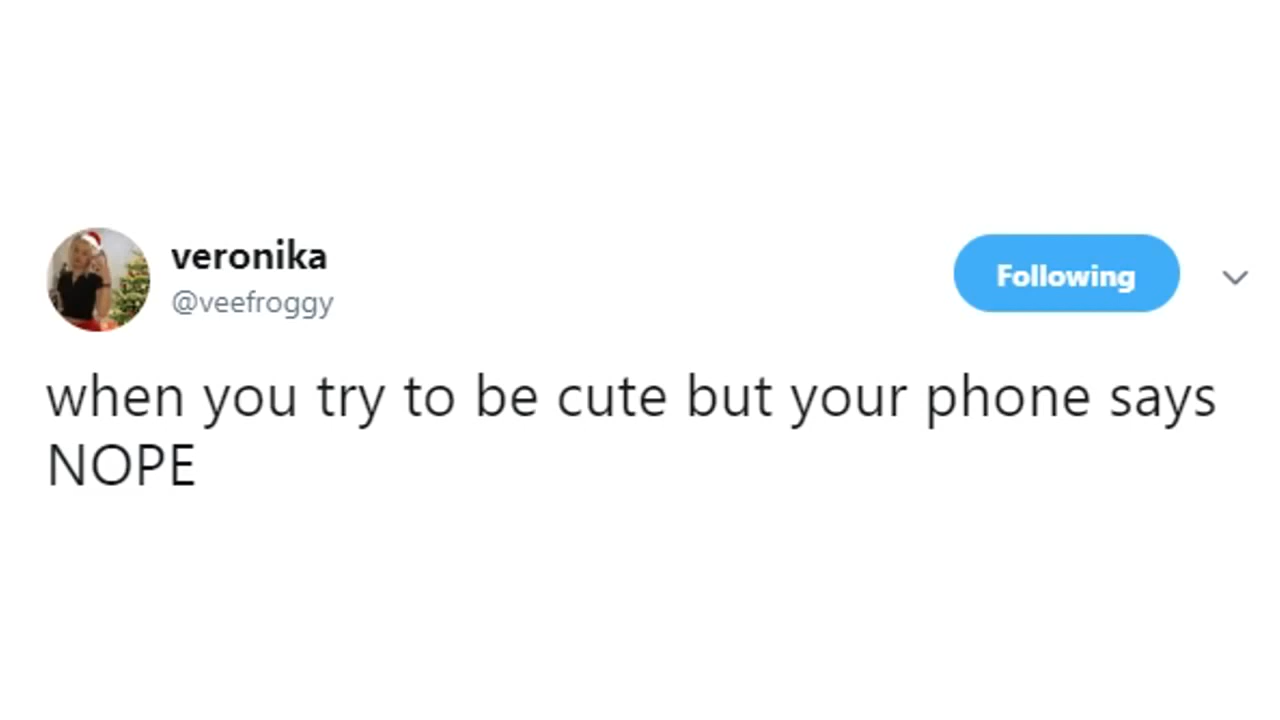 veronika
@veefroggy
Following
when you try to be cute but your phone says
NOPE